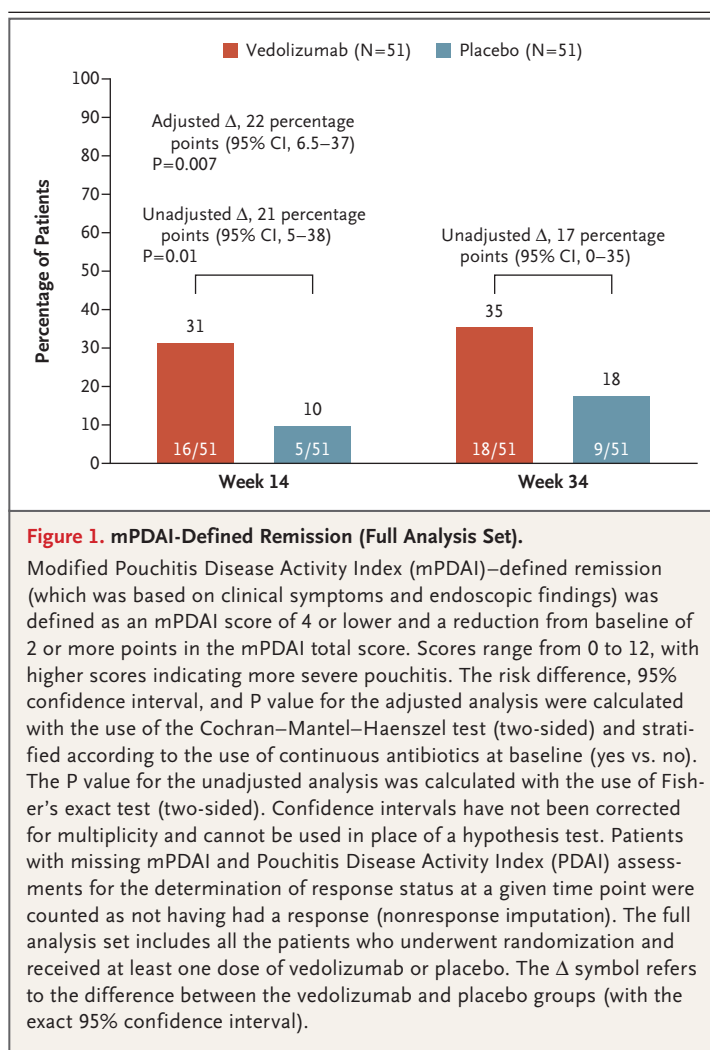 Vedolizumab (N=51) Placebo (N=51)
100
90
80
70
60
50
40
30
20
10
0
Percentage of Patients
Adjusted Δ, 22 percentage
points (95% CI, 6.5–37)
P=0.007
Unadjusted Δ, 21 percentage
points (95% CI, 5–38)
P=0.01
31
10
16/51
5/51
Week 14
Unadjusted Δ, 17 percentage
points (95% CI, 0–35)
35
18
18/51
9/51
Week 34
Figure 1. mPDAI-Defined Remission (Full Analysis Set).
Modified Pouchitis Disease Activity Index (mPDAI)–defined remission
(which was based on clinical symptoms and endoscopic findings) was
defined as an mPDAI score of 4 or lower and a reduction from baseline of
2 or more points in the mPDAI total score. Scores range from 0 to 12, with
higher scores indicating more severe pouchitis. The risk difference, 95%
confidence interval, and P value for the adjusted analysis were calculated
with the use of the Cochran–Mantel–Haenszel test (two-sided) and strati-
fied according to the use of continuous antibiotics at baseline (yes vs. no).
The P value for the unadjusted analysis was calculated with the use of Fish-
er's exact test (two-sided). Confidence intervals have not been corrected
for multiplicity and cannot be used in place of a hypothesis test. Patients
with missing mPDAI and Pouchitis Disease Activity Index (PDAI) assess-
ments for the determination of response status at a given time point were
counted as not having had a response (nonresponse imputation). The full
analysis set includes all the patients who underwent randomization and
received at least one dose of vedolizumab or placebo. The Δ symbol refers
to the difference between the vedolizumab and placebo groups (with the
exact 95% confidence interval).